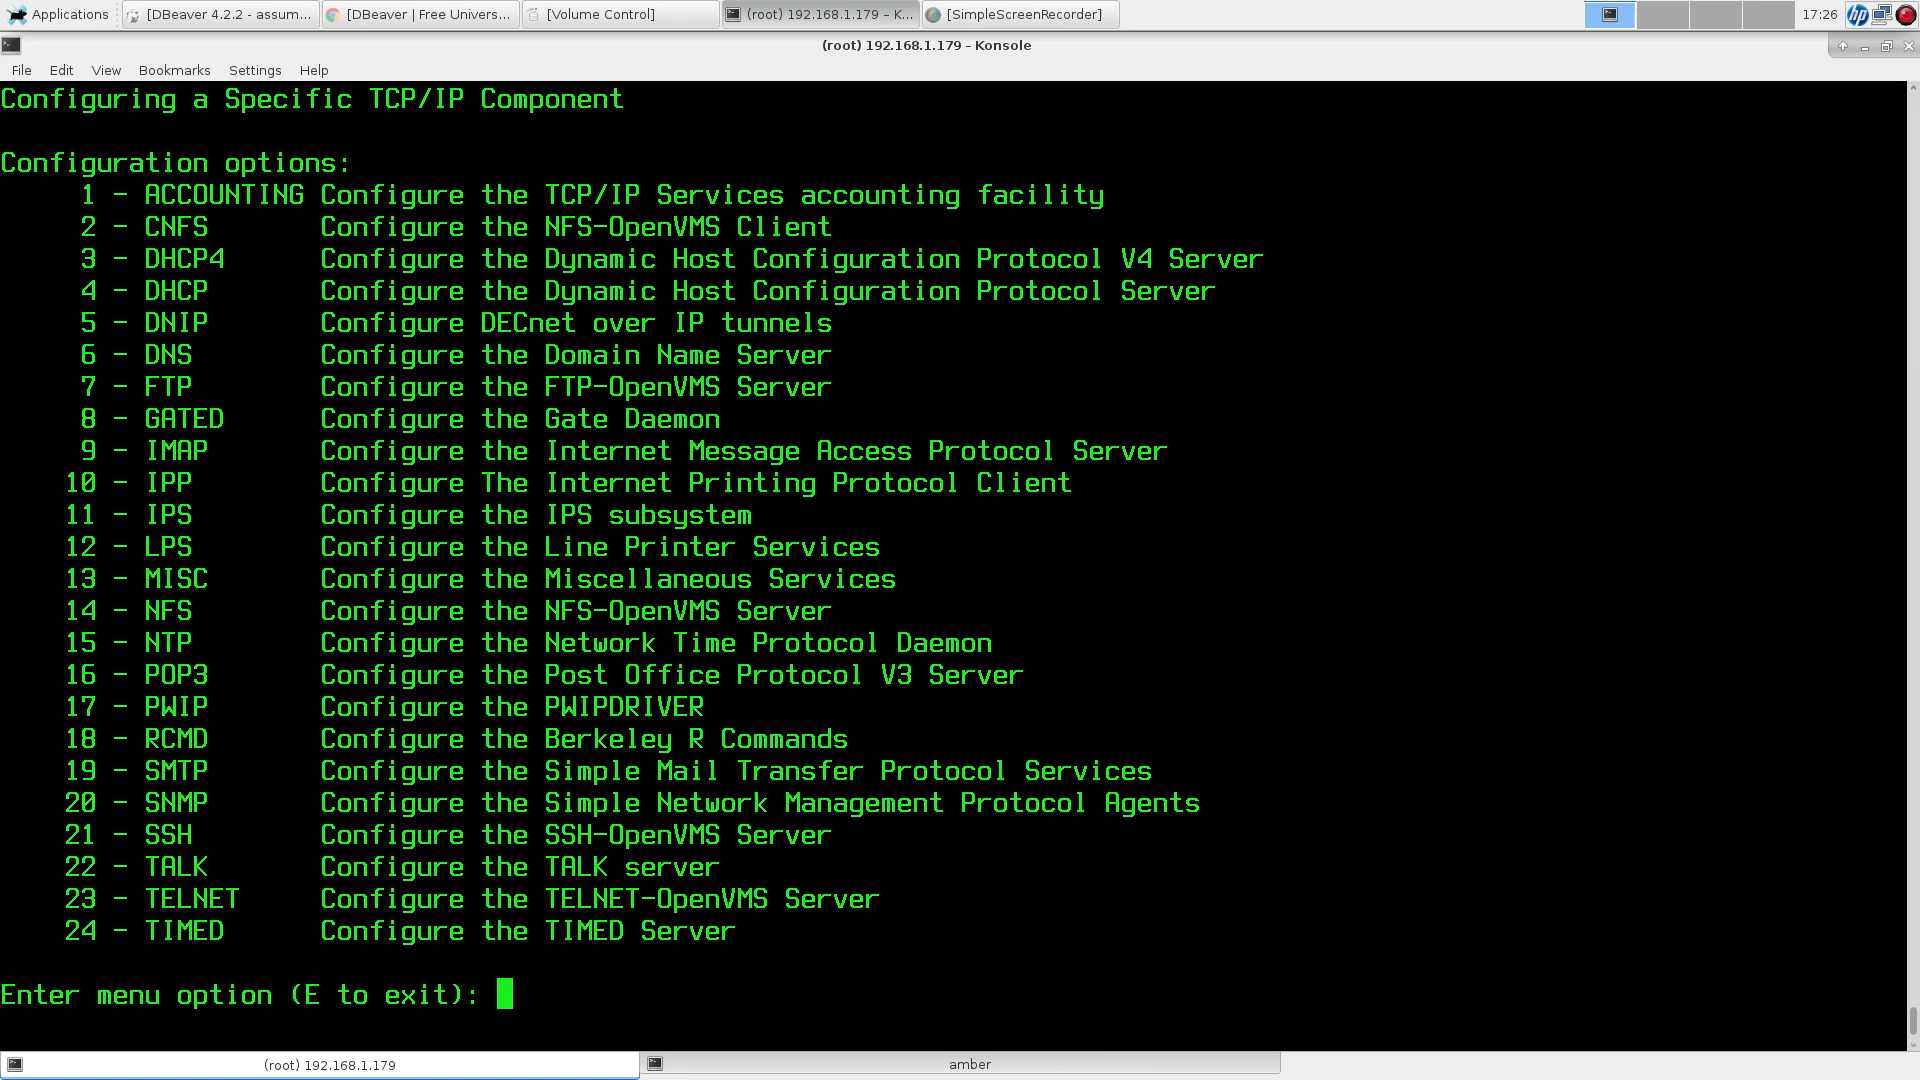 Applications [DBeaver 4.2.2 - assum... [DBeaver | Free Univers... [Volume Control] (root) 192.168.1.179 – K... [SimpleScreenRecorder] 17:26
(root) 192.168.1.179 – Konsole
File Edit View Bookmarks Settings Help
Configuring a Specific TCP/IP Component
Configuration options:
1 - ACCOUNTING Configure the TCP/IP Services accounting facility
2 - CNFS Configure the NFS-OpenVMS Client
3 - DHCP4 Configure the Dynamic Host Configuration Protocol V4 Server
4 - DHCP Configure the Dynamic Host Configuration Protocol Server
5 - DNIP Configure DECnet over IP tunnels
6 - DNS Configure the Domain Name Server
7 - FTP Configure the FTP-OpenVMS Server
8 - GATED Configure the Gate Daemon
9 - IMAP Configure the Internet Message Access Protocol Server
10 - IPP Configure The Internet Printing Protocol Client
11 - IPS Configure the IPS subsystem
12 - LPS Configure the Line Printer Services
13 - MISC Configure the Miscellaneous Services
14 - NFS Configure the NFS-OpenVMS Server
15 - NTP Configure the Network Time Protocol Daemon
16 - POP3 Configure the Post Office Protocol V3 Server
17 - PWIP Configure the PWIPDRIVER
18 - RCMD Configure the Berkeley R Commands
19 - SMTP Configure the Simple Mail Transfer Protocol Services
20 - SNMP Configure the Simple Network Management Protocol Agents
21 - SSH Configure the SSH-OpenVMS Server
22 - TALK Configure the TALK server
23 - TELNET Configure the TELNET-OpenVMS Server
24 - TIMED Configure the TIMED Server
Enter menu option (E to exit):
(root) 192.168.1.179 amber